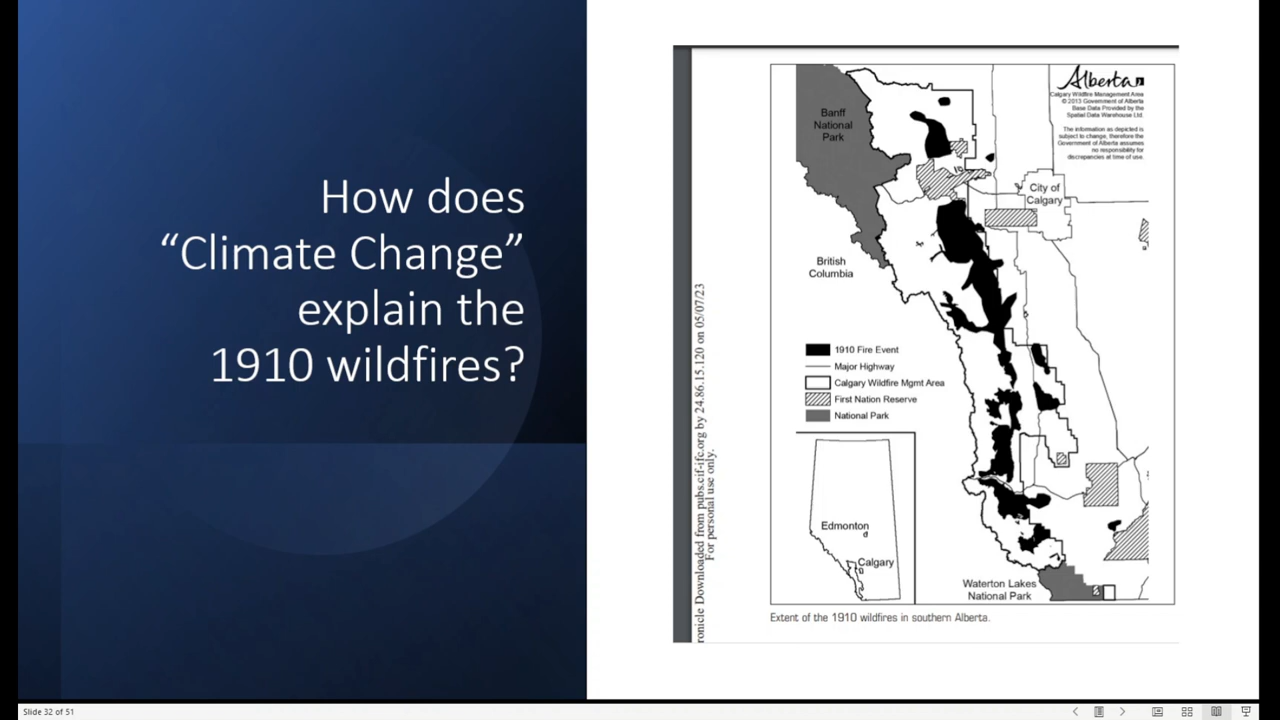 How does
“Climate Change”
explain the
1910 wildfires?
ronicle Downloaded from pubs.cif-ifc.org by 24.86.15.120 on 05/07/23
For personal use only.
Alberta
Calgary Wildfire Management Area
© 2013 Government of Alberta
Base Data Provided by the
Spatial Data Warehouse Ltd.
The information as depicted is
subject to change, therefore the
Government of Alberta assumes
no responsibility for
discrepancies at time of use.
Banff
National
Park
City of
Calgary
British
Columbia
1910 Fire Event
Major Highway
Calgary Wildfire Mgmt Area
First Nation Reserve
National Park
Edmonton
Calgary
Waterton Lakes
National Park
Extent of the 1910 wildfires in southern Alberta.
Slide 32 of 51